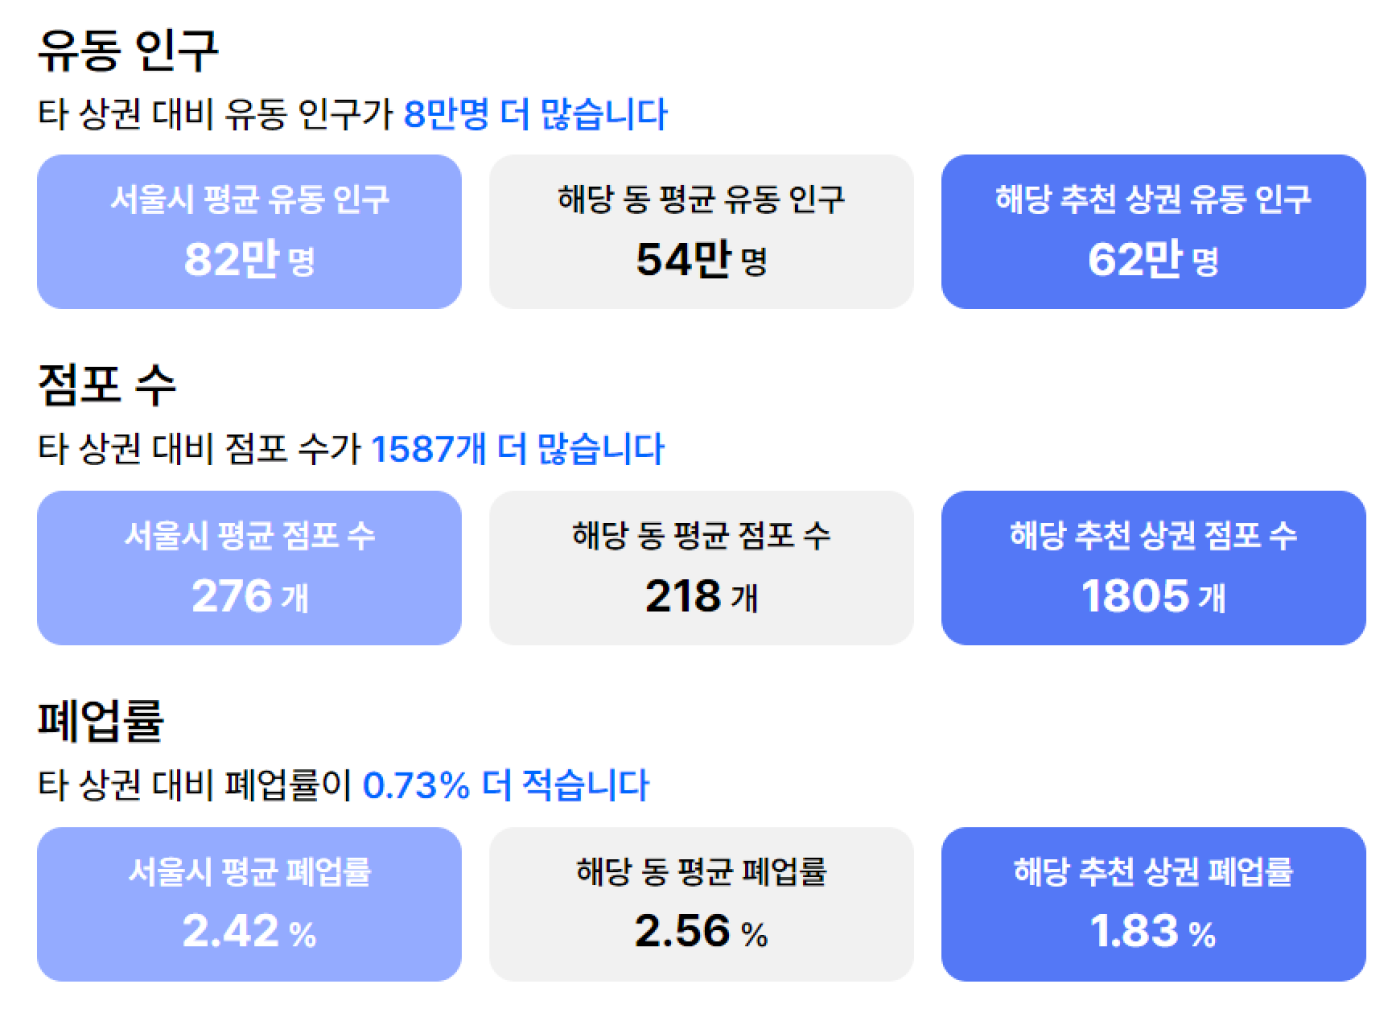 유동 인구
타 상권 대비 유동 인구가 8만명 더 많습니다
서울시 평균 유동 인구
82만 명
해당 동 평균 유동 인구
54만 명
해당 추천 상권 유동 인구
62만 명
점포 수
타 상권 대비 점포 수가 1587개 더 많습니다
서울시 평균 점포 수
276 개
해당 동 평균 점포 수
218 개
해당 추천 상권 점포 수
1805 개
폐업률
타 상권 대비 폐업률이 0.73% 더 적습니다
서울시 평균 폐업률
2.42 %
해당 동 평균 폐업률
2.56 %
해당 추천 상권 폐업률
1.83 %